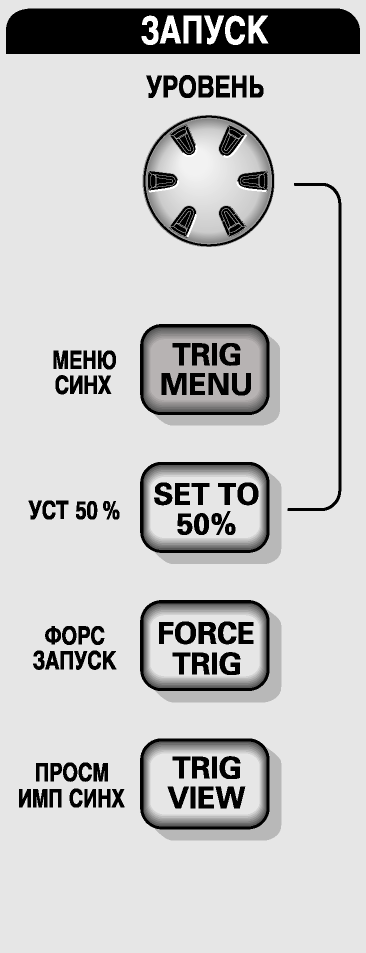 ЗАПУСК
УРОВЕНЬ
МЕНЮ
СИНХ
TRIG
MENU
УСТ 50 %
SET TO
50%
ФОРС
ЗАПУСК
FORCE
TRIG
ПРОСМ
ИМП СИНХ
TRIG
VIEW